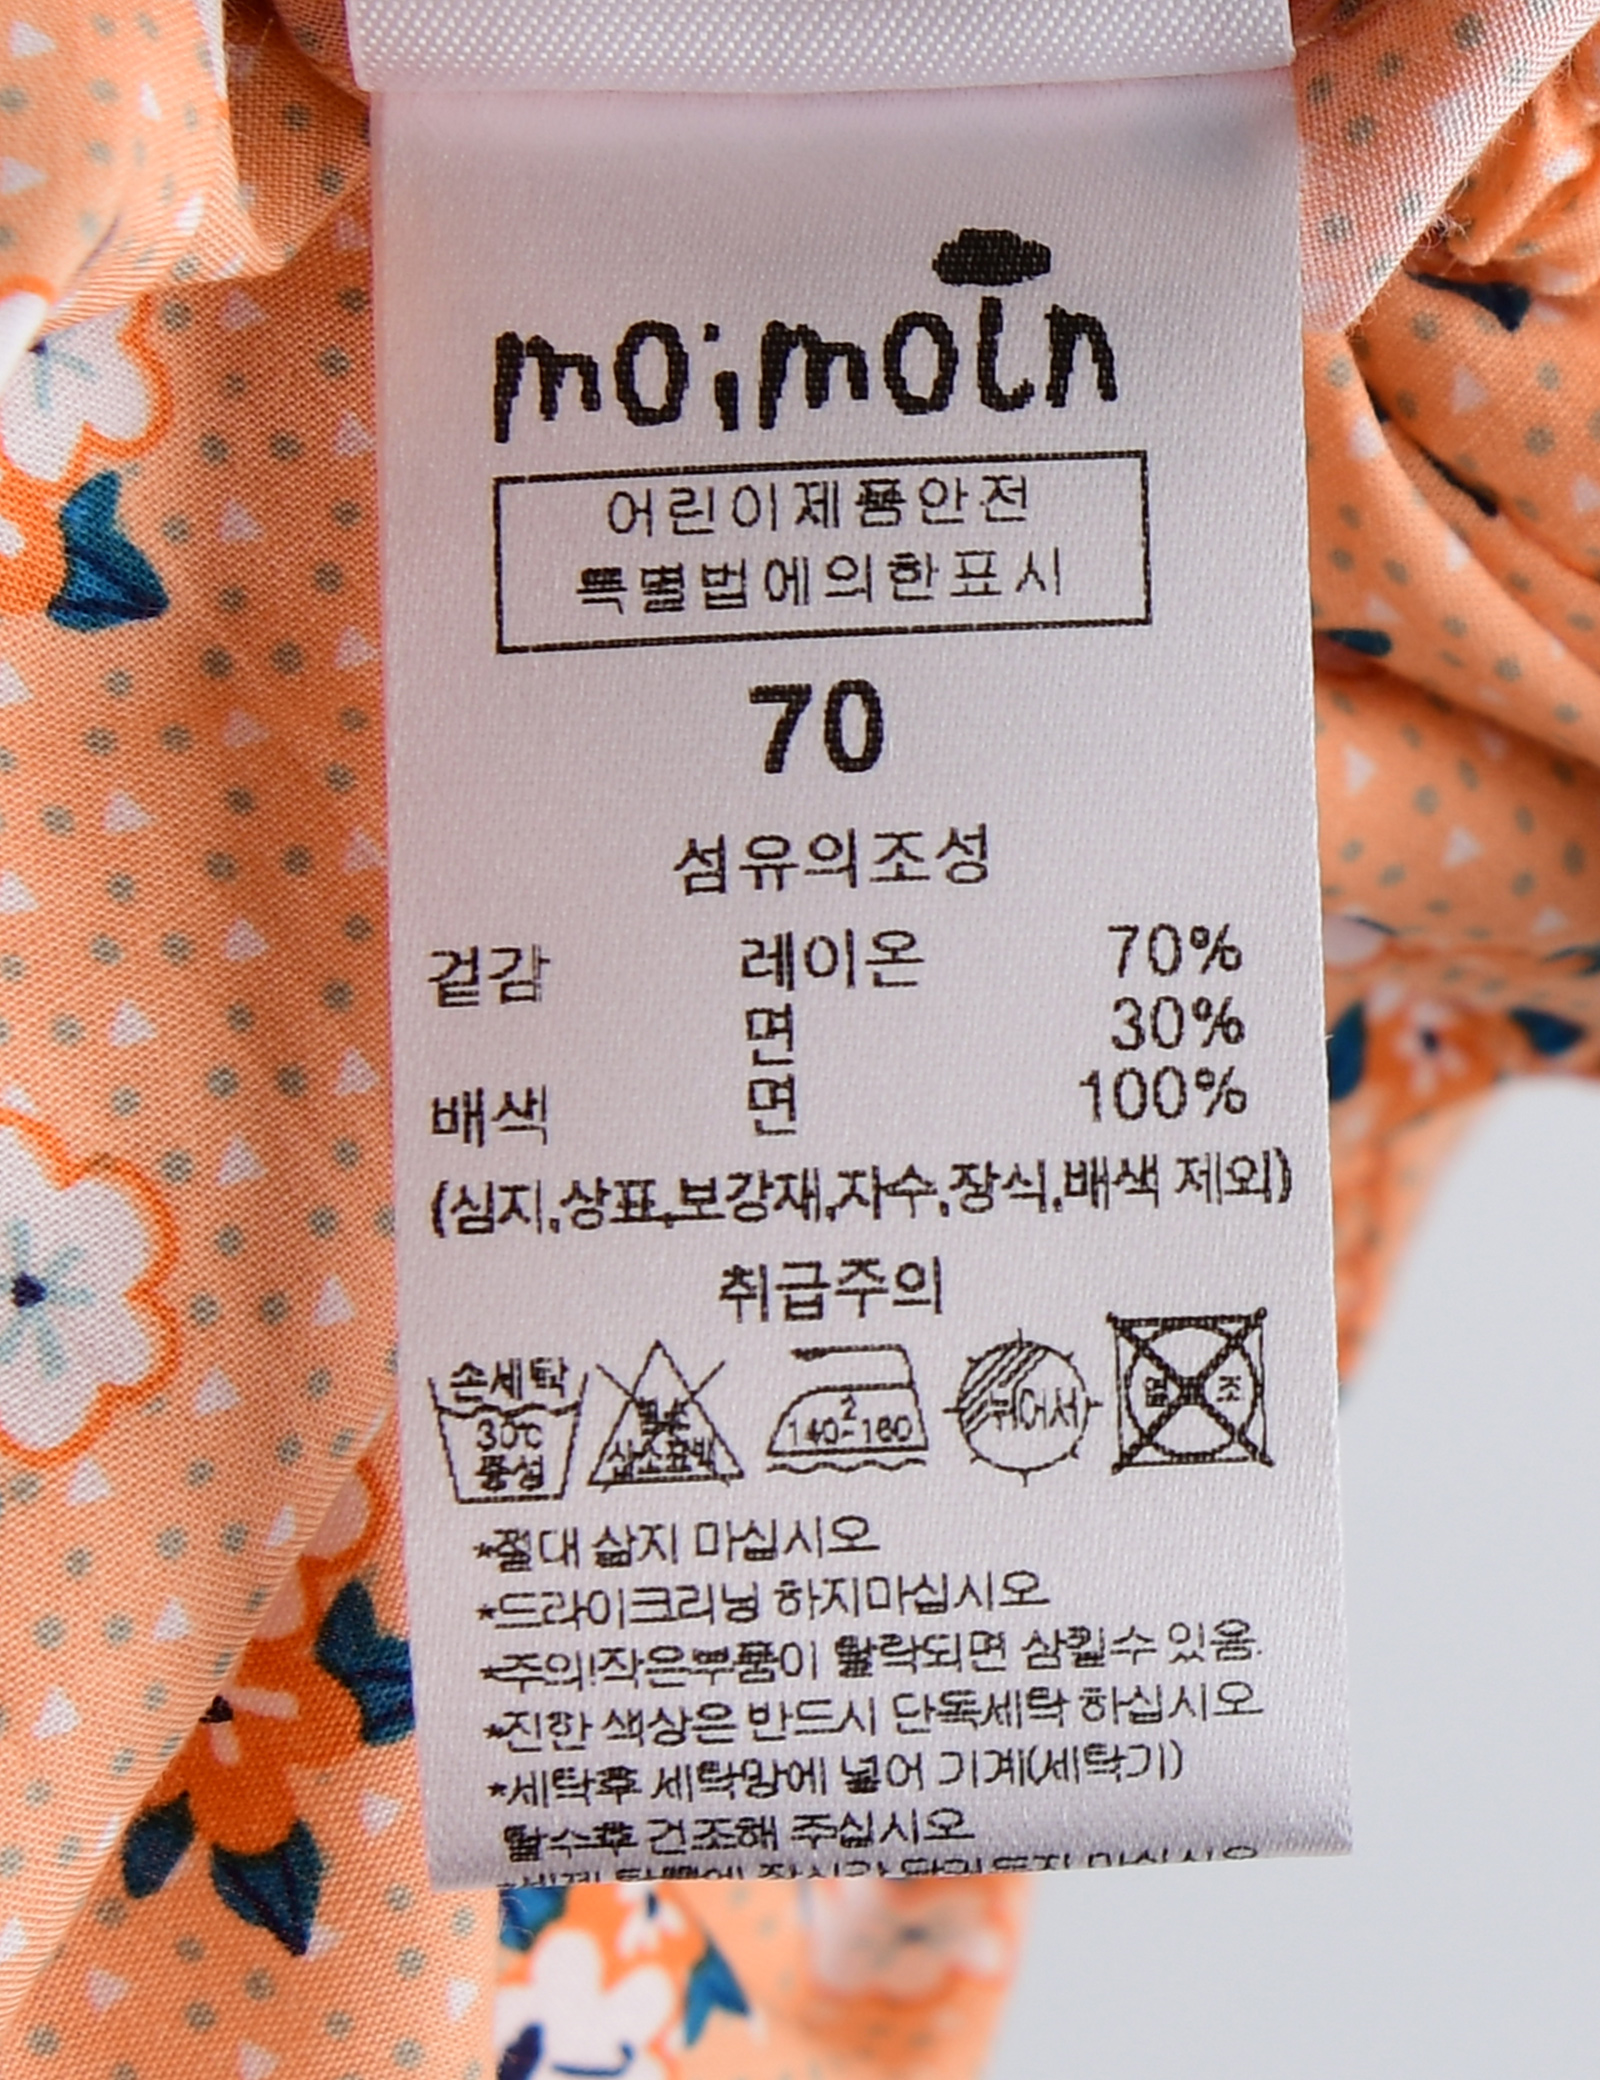 moimoln
어린이제품안전
특별법에의한표시
70
섬유의조성
겉감 레이온 70%
면 30%
배색 면 100%
(심지,상표,보강재,자수,장식,배색 제외)
취급주의
손세탁 30℃ 중성
염소 산소표백
2 140-160
뉘어서
*절대 삶지 마십시오
*드라이크리닝 하지마십시오
*주의!작은부품이 탈락되면 삼킬수 있음.
*진한 색상은 반드시 단독세탁 하십시오
*세탁후 세탁망에 넣어 기계(세탁기)
탈수후 건조해 주십시오